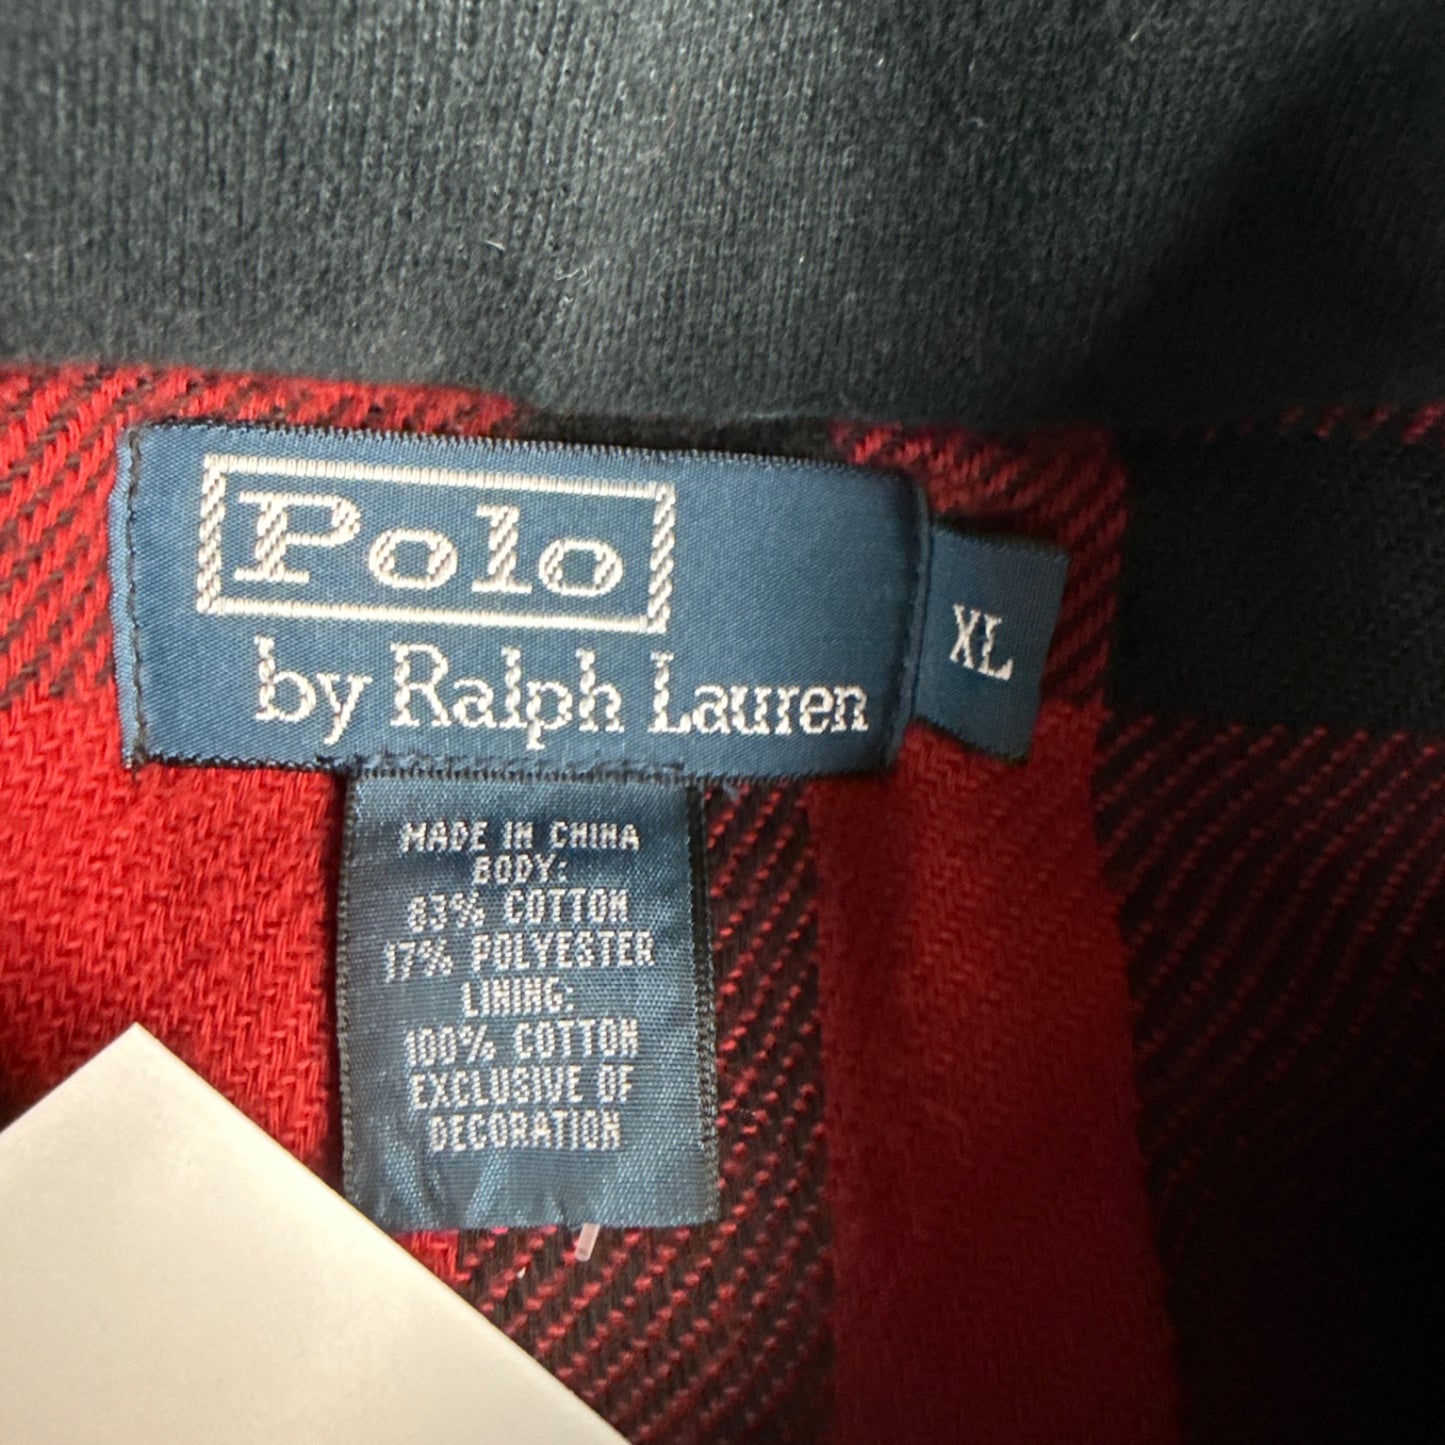 Polo
by Ralph Lauren
XL
MADE IN CHINA
BODY:
83% COTTON
17% POLYESTER
LINING:
100% COTTON
EXCLUSIVE OF
DECORATION